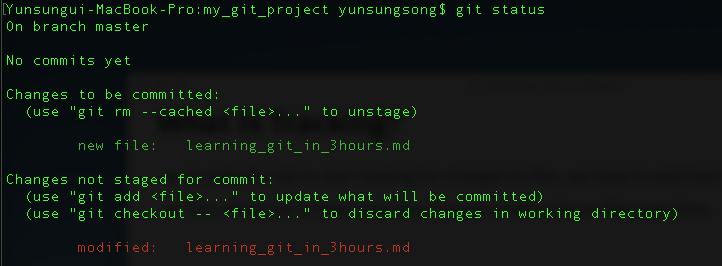 [Yunsungui-MacBook-Pro:my_git_project yunsungsong$ git status
On branch master
No commits yet
Changes to be committed:
(use "git rm --cached <file>..." to unstage)
new file: learning_git_in_3hours.md
Changes not staged for commit:
(use "git add <file>..." to update what will be committed)
(use "git checkout -- <file>..." to discard changes in working directory)
modified: learning_git_in_3hours.md